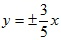 y = ±3/5 x